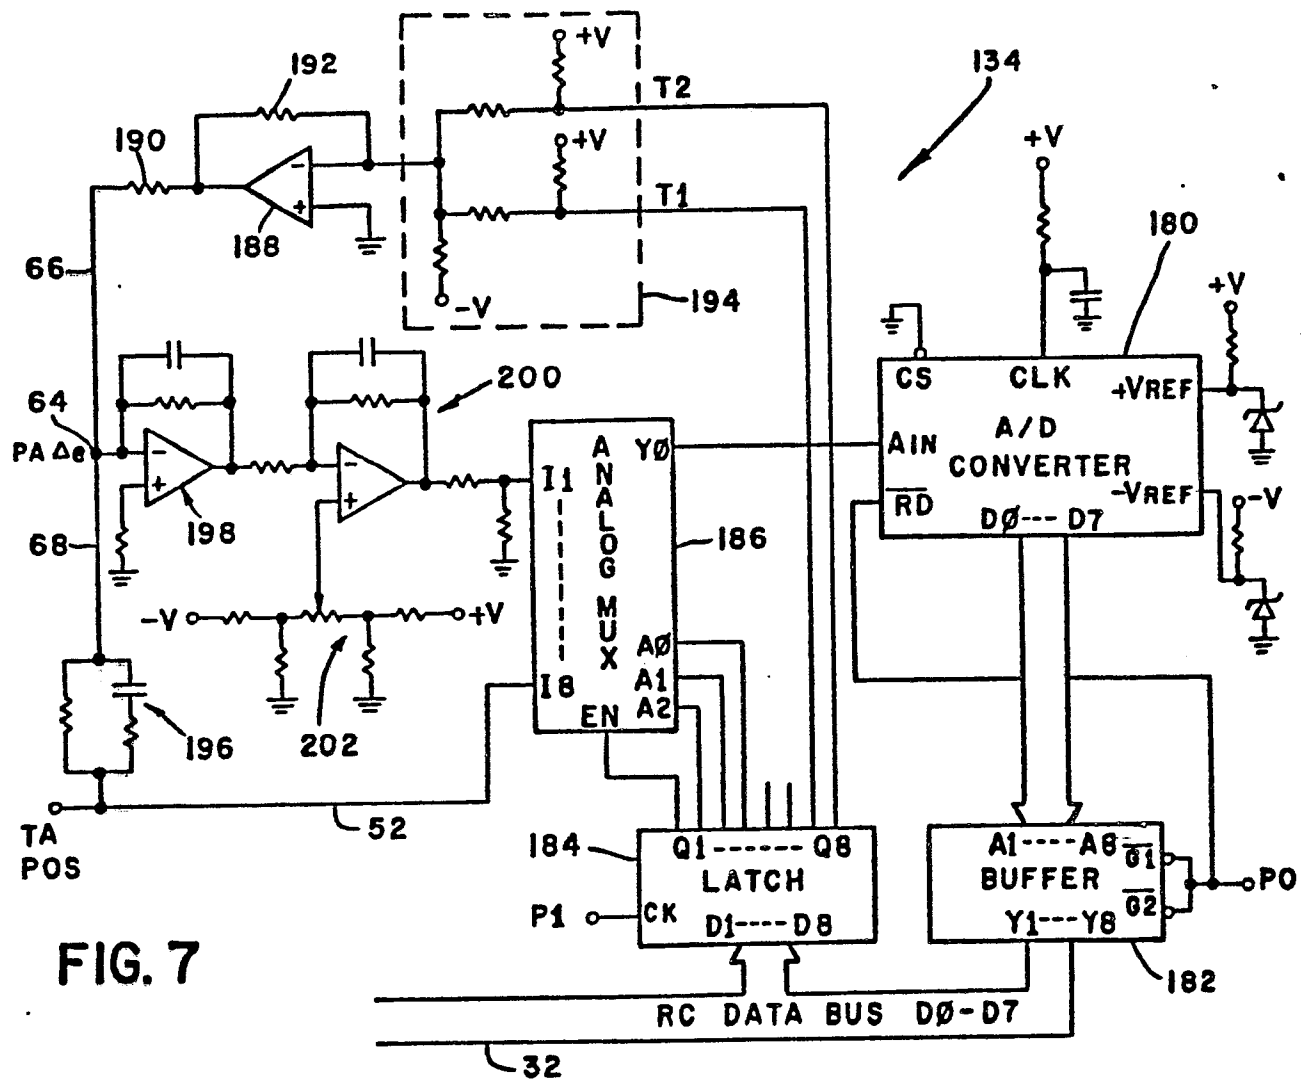 +V
192
134
T2
+V
190
+V
180
T1
188
66
+V
-V
194
200
CS
CLK
+VREF
64
PA Δe
A/D
CONVERTER
AIN
ANALOG MUX
YØ
I1
-VREF
-V
RD
DØ---D7
198
186
68
-V
+V
AØ
A1
A2
I8
EN
196
202
52
TA
POS
184
Q1------Q8
LATCH
A1----A8
G1
BUFFER
PO
G2
P1
CK
D1----D8
Y1---Y8
FIG. 7
182
RC DATA BUS DØ-D7
32